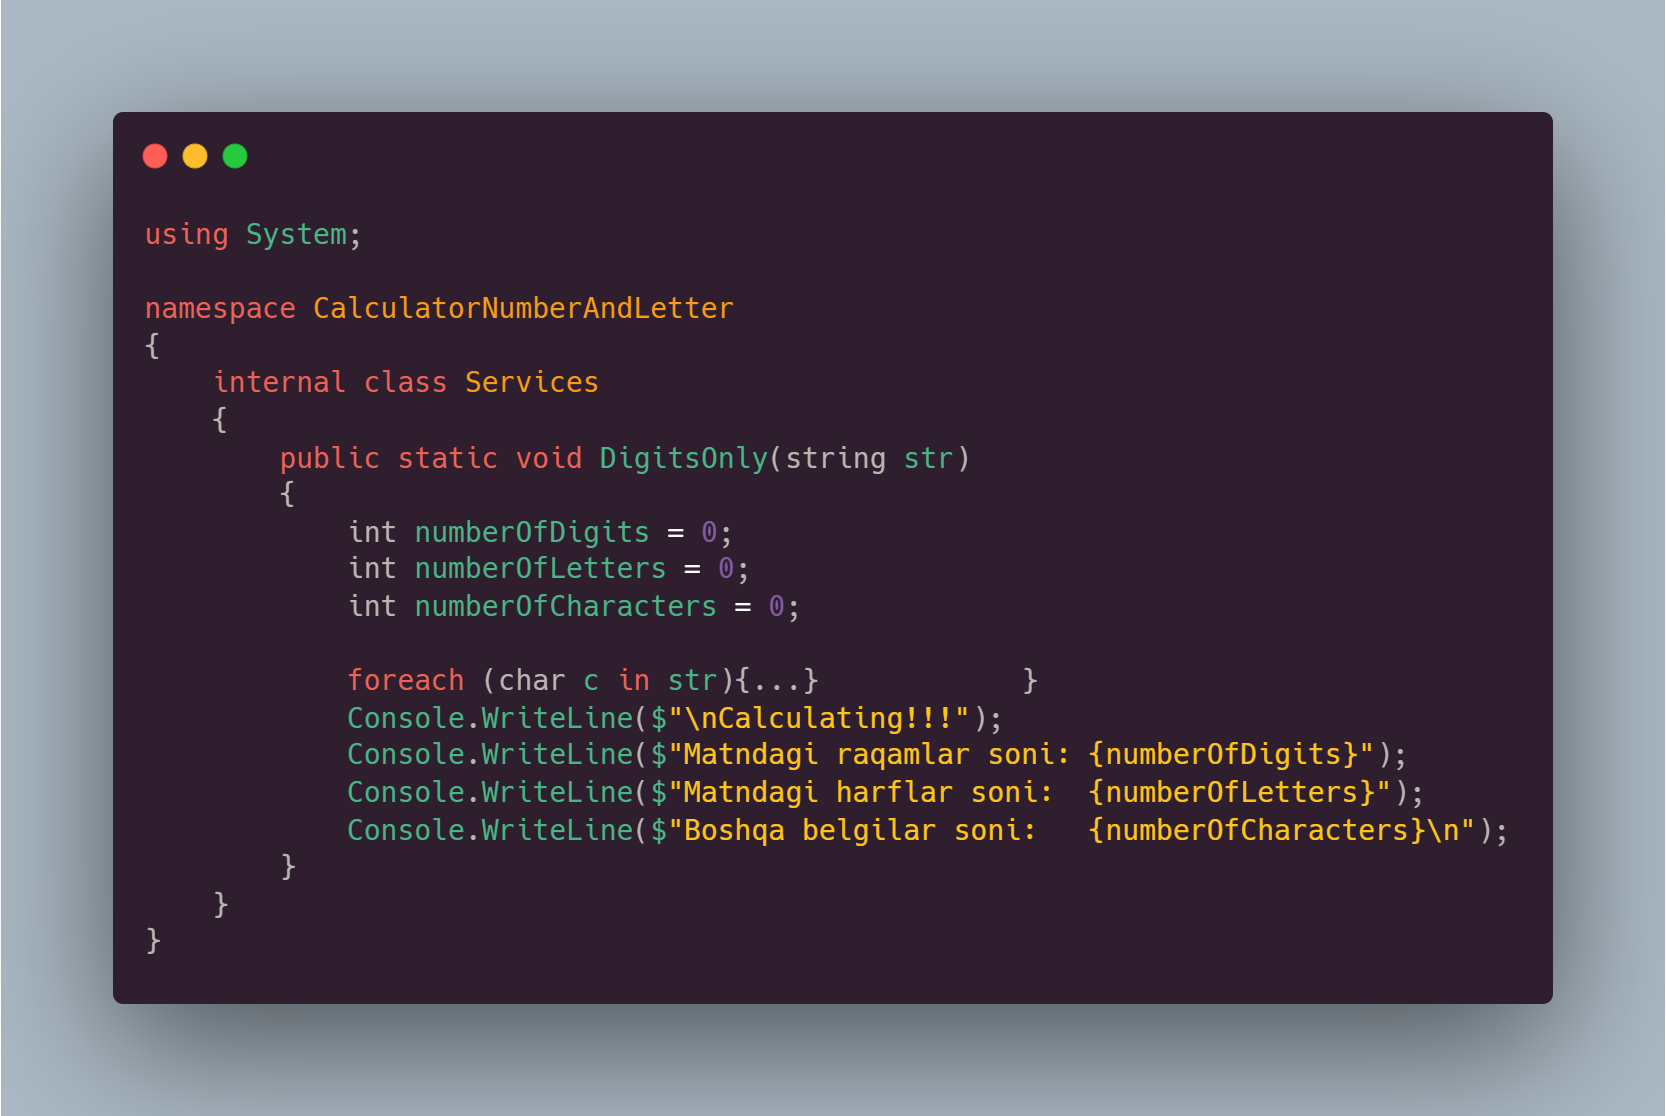 using System;

namespace CalculatorNumberAndLetter
{
    internal class Services
    {
        public static void DigitsOnly(string str)
        {
            int numberOfDigits = 0;
            int numberOfLetters = 0;
            int numberOfCharacters = 0;

            foreach (char c in str){...}            }
            Console.WriteLine($"\nCalculating!!!");
            Console.WriteLine($"Matndagi raqamlar soni: {numberOfDigits}");
            Console.WriteLine($"Matndagi harflar soni:  {numberOfLetters}");
            Console.WriteLine($"Boshqa belgilar soni:   {numberOfCharacters}\n");
        }
    }
}